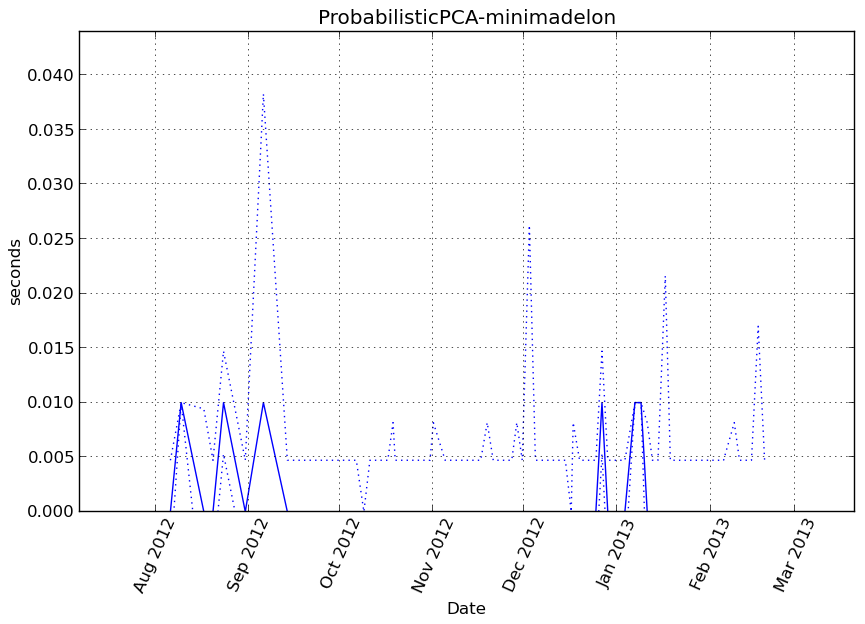 ProbabilisticPCA-minimadelon
0.040
0.035
0.030
0.025
0.020
0.015
0.010
0.005
0.000
seconds
Aug 2012
Sep 2012
Oct 2012
Nov 2012
Dec 2012
Jan 2013
Feb 2013
Mar 2013
Date